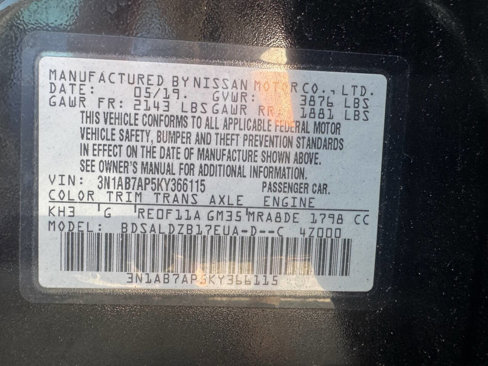 MANUFACTURED BY NISSAN MOTOR CO., LTD.
DATE: 05/19. GVWR: 3876 LBS
GAWR FR: 2143 LBS GAWR RR: 1881 LBS
THIS VEHICLE CONFORMS TO ALL APPLICABLE FEDERAL MOTOR
VEHICLE SAFETY, BUMPER AND THEFT PREVENTION STANDARDS
IN EFFECT ON THE DATE OF MANUFACTURE SHOWN ABOVE.
SEE OWNER'S MANUAL FOR ADDITIONAL INFORMATION.
VIN: 3N1AB7AP5KY366115 PASSENGER CAR.
COLOR TRIM TRANS AXLE ENGINE
KH3 G RE0F11A GM35 MRA8DE 1798 CC
MODEL: BDSALDZB17EUA-D--C 4Z000
3N1AB7AP5KY366115